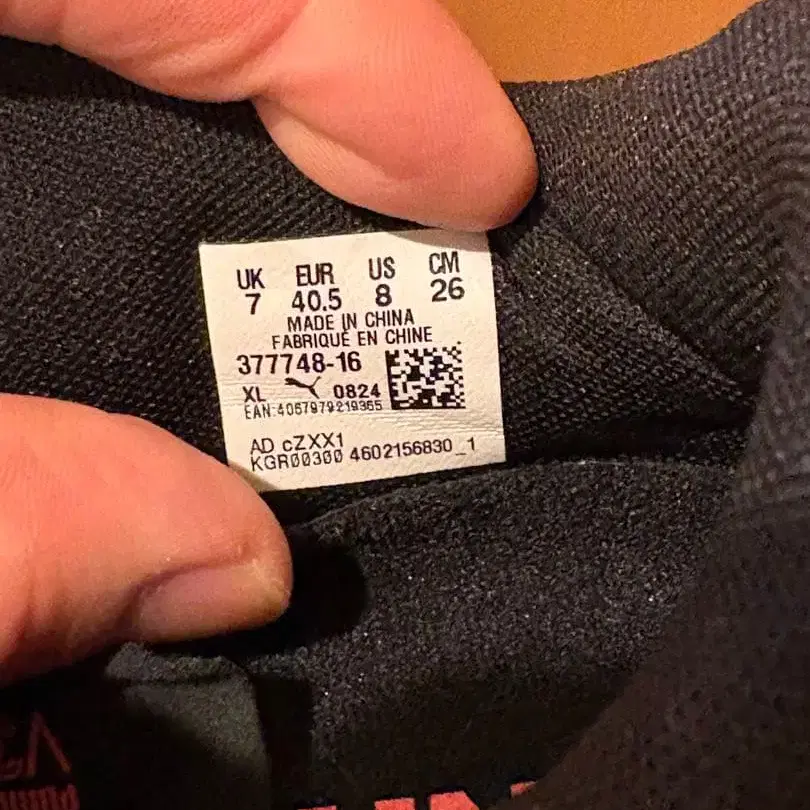 UK EUR US CM
7 40.5 8 26
MADE IN CHINA
FABRIQUÉ EN CHINE
377748-16
XL 0824
EAN:4067979219365
AD cZXX1
KGR00300 4602156830_1